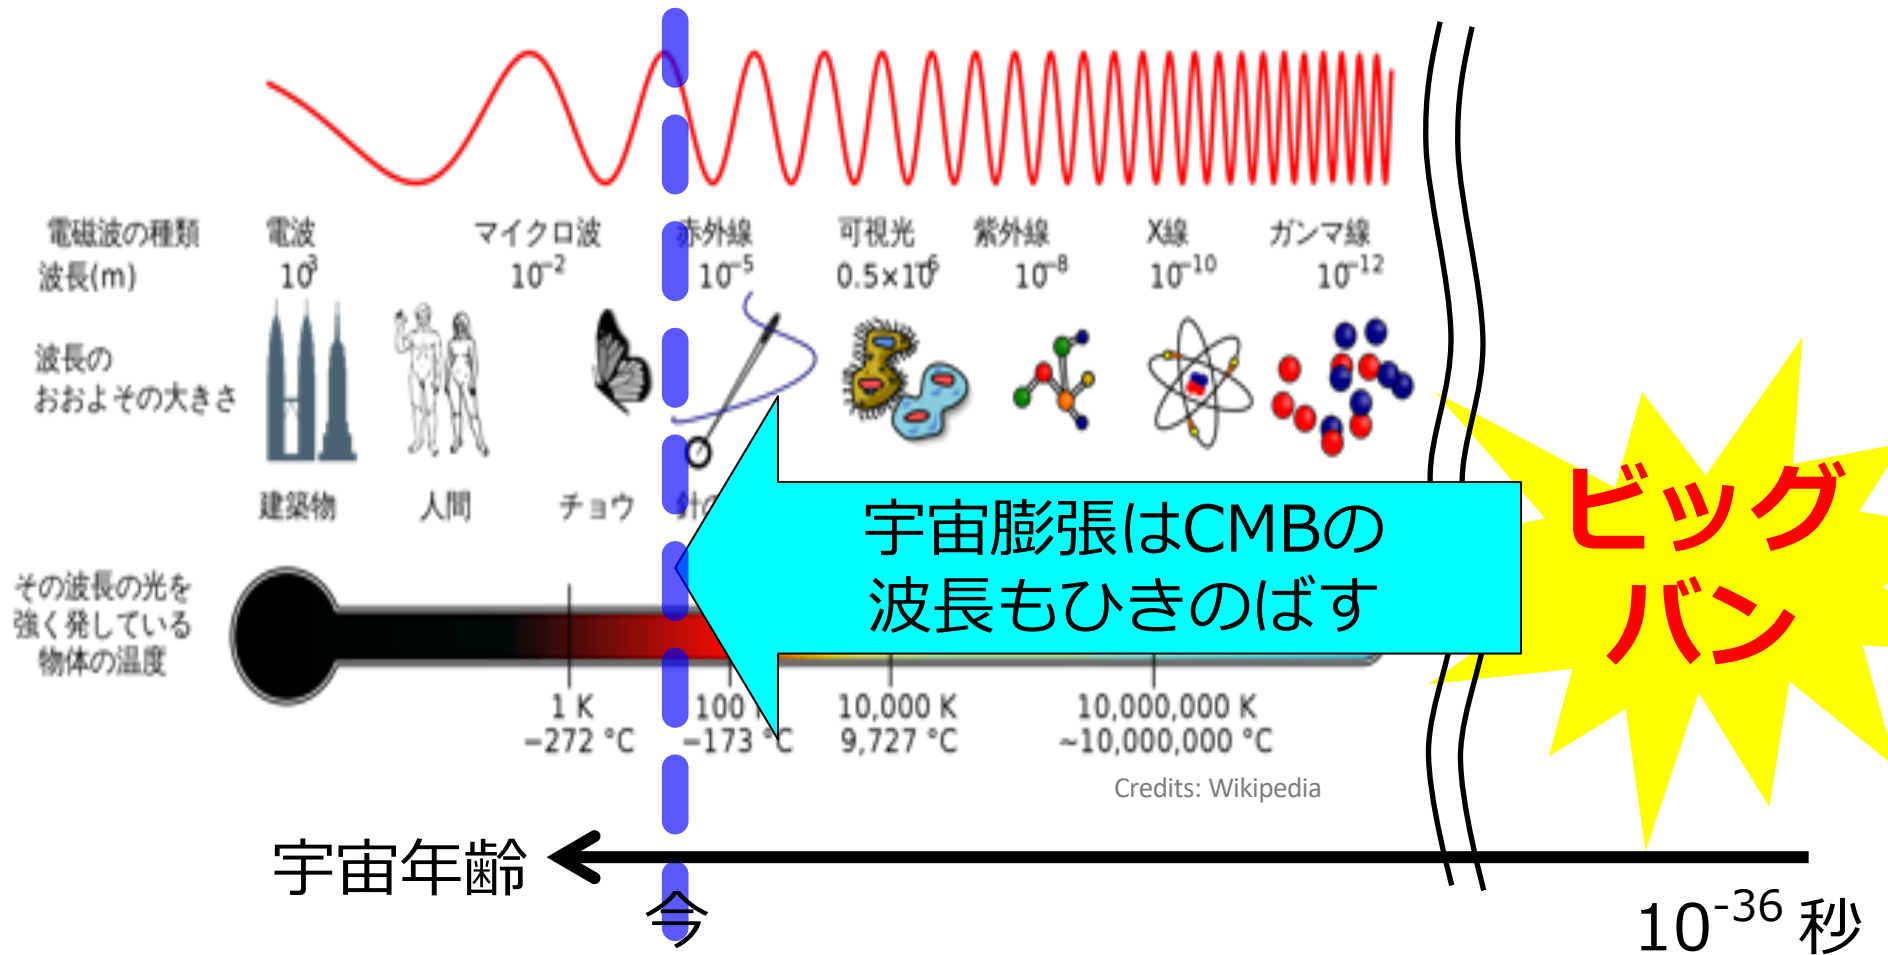 電磁波の種類 電波 マイクロ波 赤外線 可視光 紫外線 X線 ガンマ線
波長(m) 10³ 10⁻² 10⁻⁵ 0.5×10⁻⁶ 10⁻⁸ 10⁻¹⁰ 10⁻¹²
波長の
おおよその大きさ
建築物 人間 チョウ 針の
宇宙膨張はCMBの
波長もひきのばす
ビッグ
バン
その波長の光を
強く発している
物体の温度
1 K 100 10,000 K 10,000,000 K
−272 °C −173 °C 9,727 °C ~10,000,000 °C
Credits: Wikipedia
宇宙年齢
今
10⁻³⁶ 秒